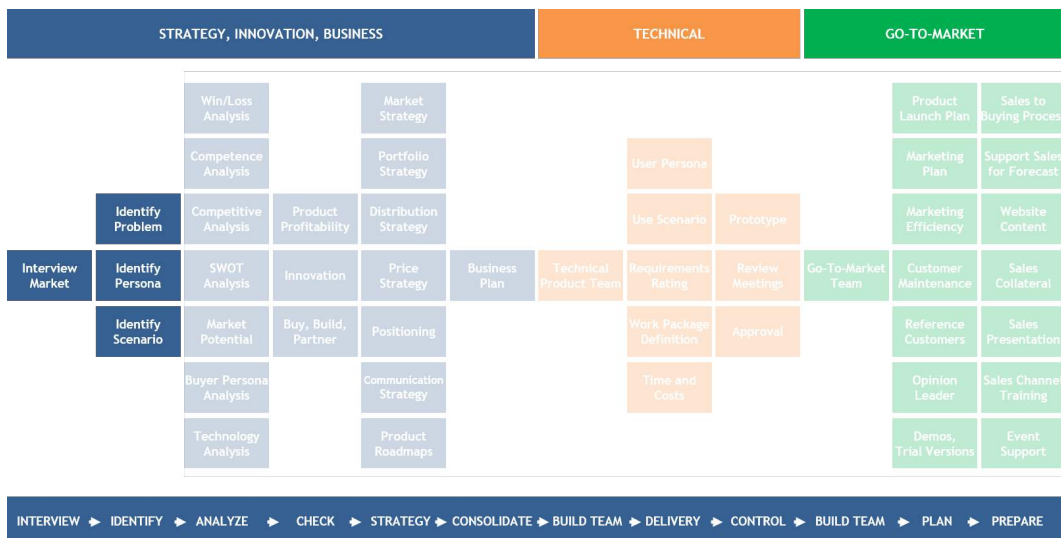 STRATEGY, INNOVATION, BUSINESS
TECHNICAL
GO-TO-MARKET
Win/Loss
Analysis
Market
Strategy
Product
Launch Plan
Sales to
Buying Proces
Competence
Analysis
Portfolio
Strategy
User Persona
Marketing
Plan
Support Sales
for Forecast
Identify
Problem
Competitive
Analysis
Product
Profitability
Distribution
Strategy
Use Scenario
Prototype
Marketing
Efficiency
Website
Content
Interview
Market
Identify
Persona
SWOT
Analysis
Innovation
Price
Strategy
Business
Plan
Technical
Product Team
Requirements
Rating
Review
Meetings
Go-To-Market
Team
Customer
Maintenance
Sales
Collateral
Identify
Scenario
Market
Potential
Buy, Build,
Partner
Positioning
Work Package
Definition
Approval
Reference
Customers
Sales
Presentation
Buyer Persona
Analysis
Communication
Strategy
Time and
Costs
Opinion
Leader
Sales Channel
Training
Technology
Analysis
Product
Roadmaps
Demos,
Trial Versions
Event
Support
INTERVIEW IDENTIFY ANALYZE CHECK STRATEGY CONSOLIDATE BUILD TEAM DELIVERY CONTROL BUILD TEAM PLAN PREPARE